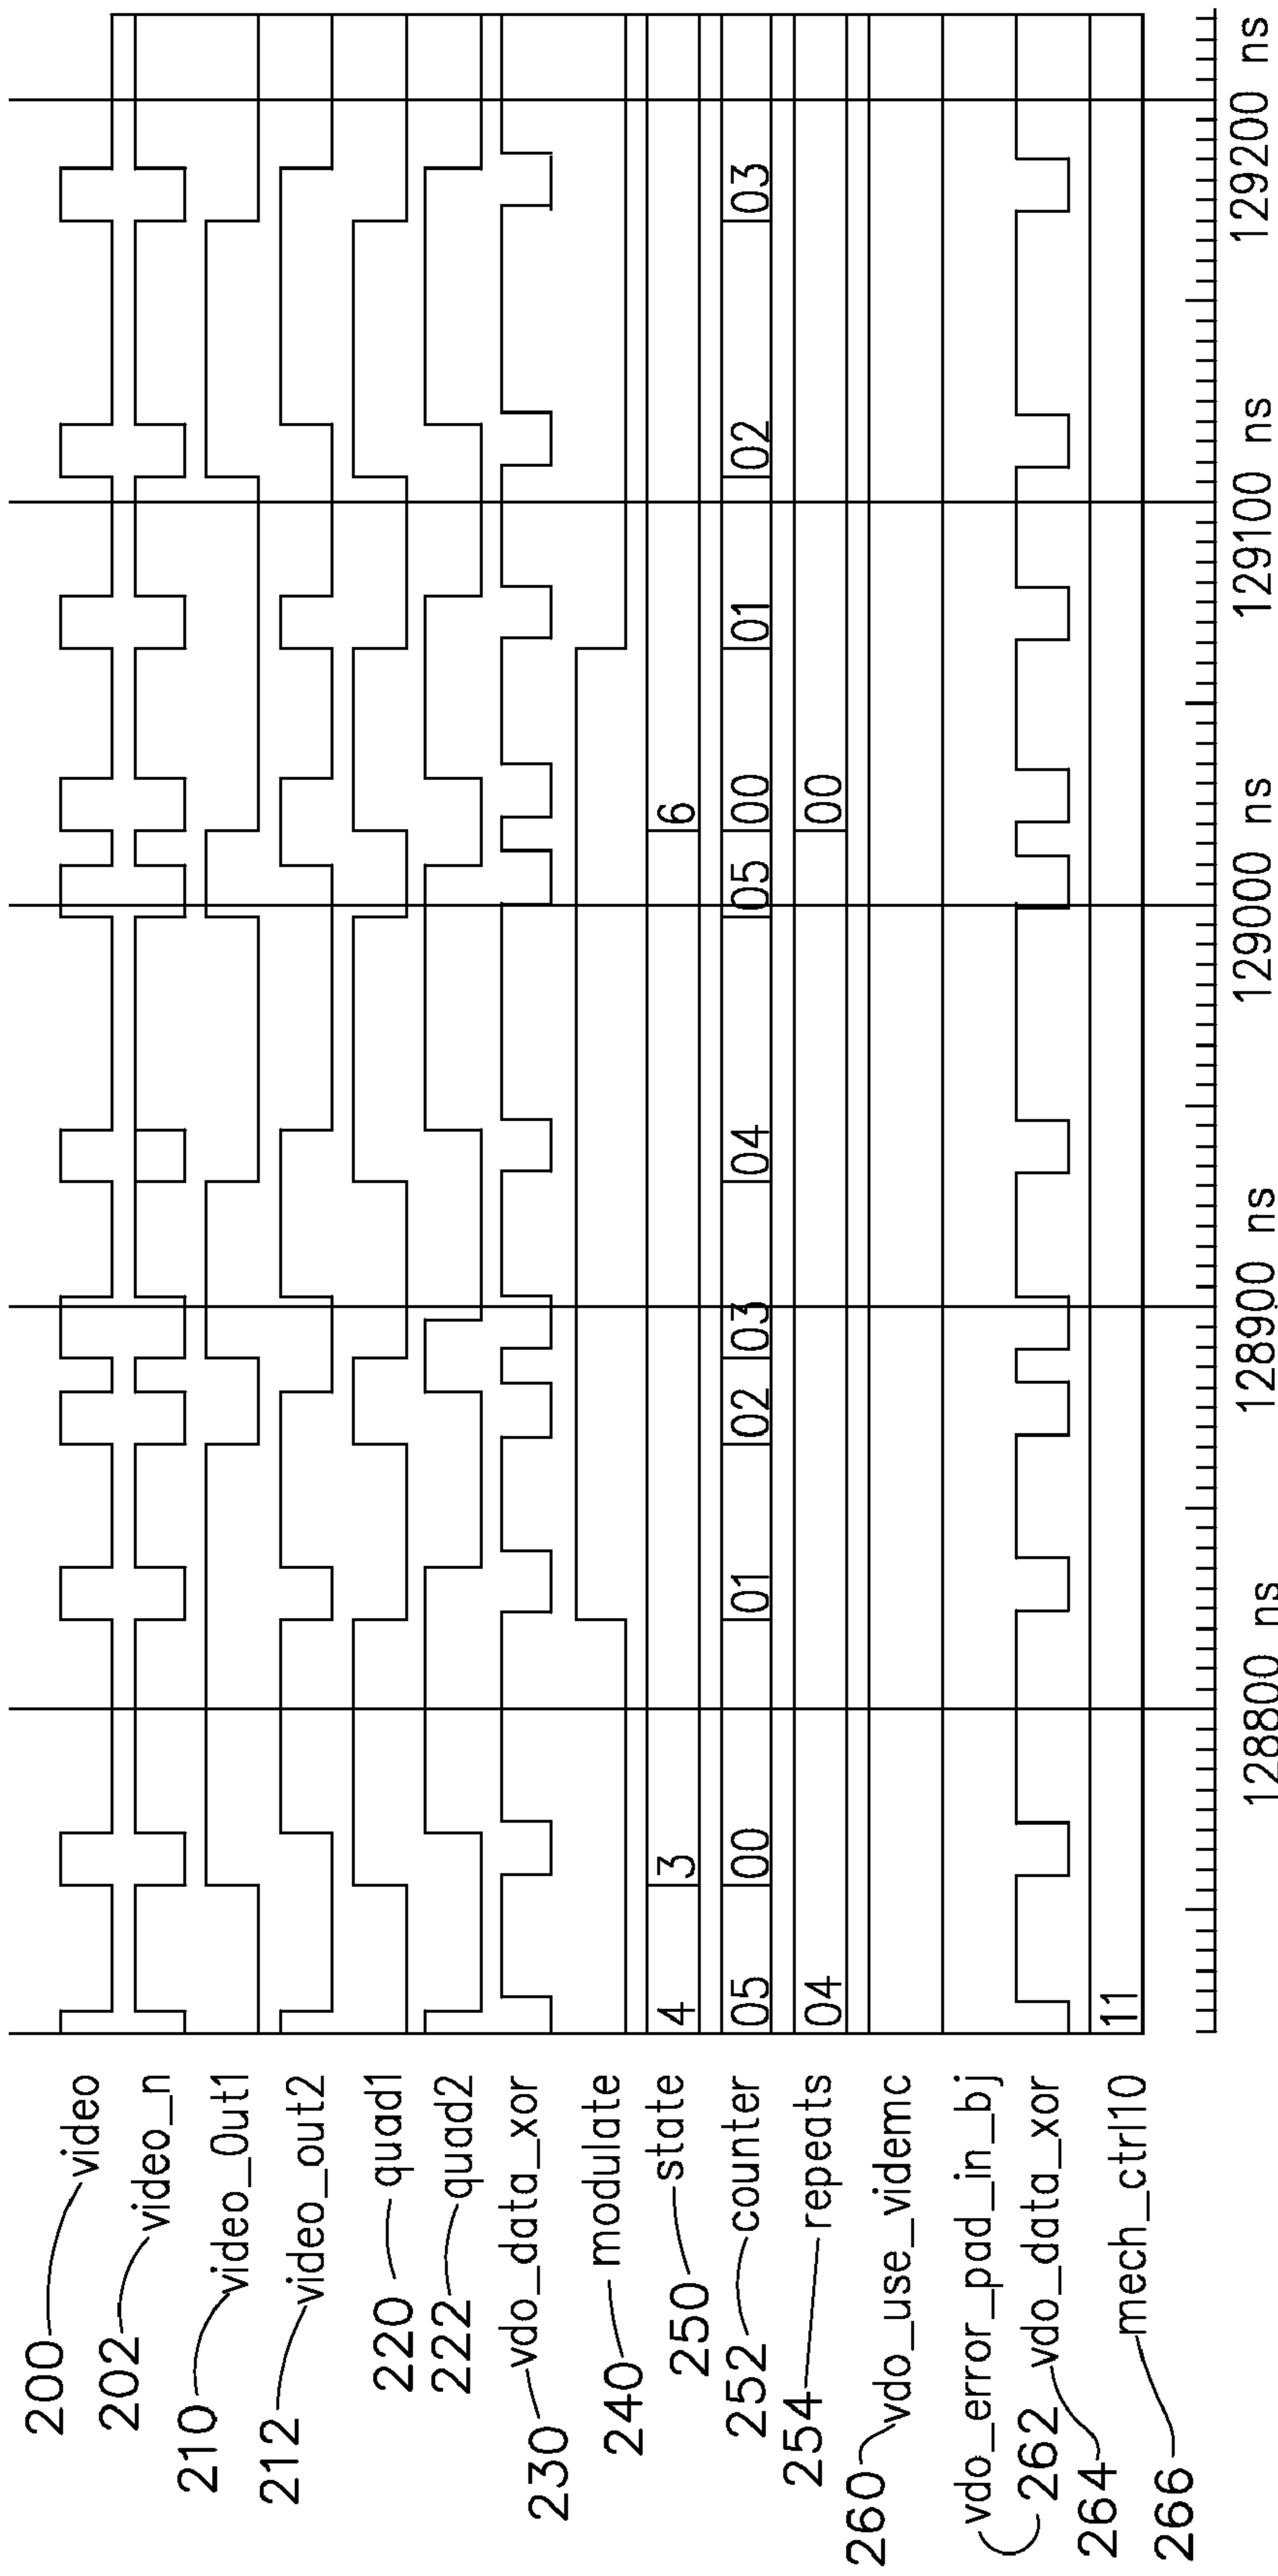 200 video
202 video_n
210 video_Out1
212 video_out2
220 quad1
222 quad2
230 vdo_data_xor
240 modulate
250 state 4 3 6
252 counter 05 00 01 02 03 04 05 00 01 02 03
254 repeats 04 00
260 vdo_use_videmc
vdo_error_pad_in_bj
262
264 vdo_data_xor
266 mech_ctrl10 11
128800 ns 128900 ns 129000 ns 129100 ns 129200 ns